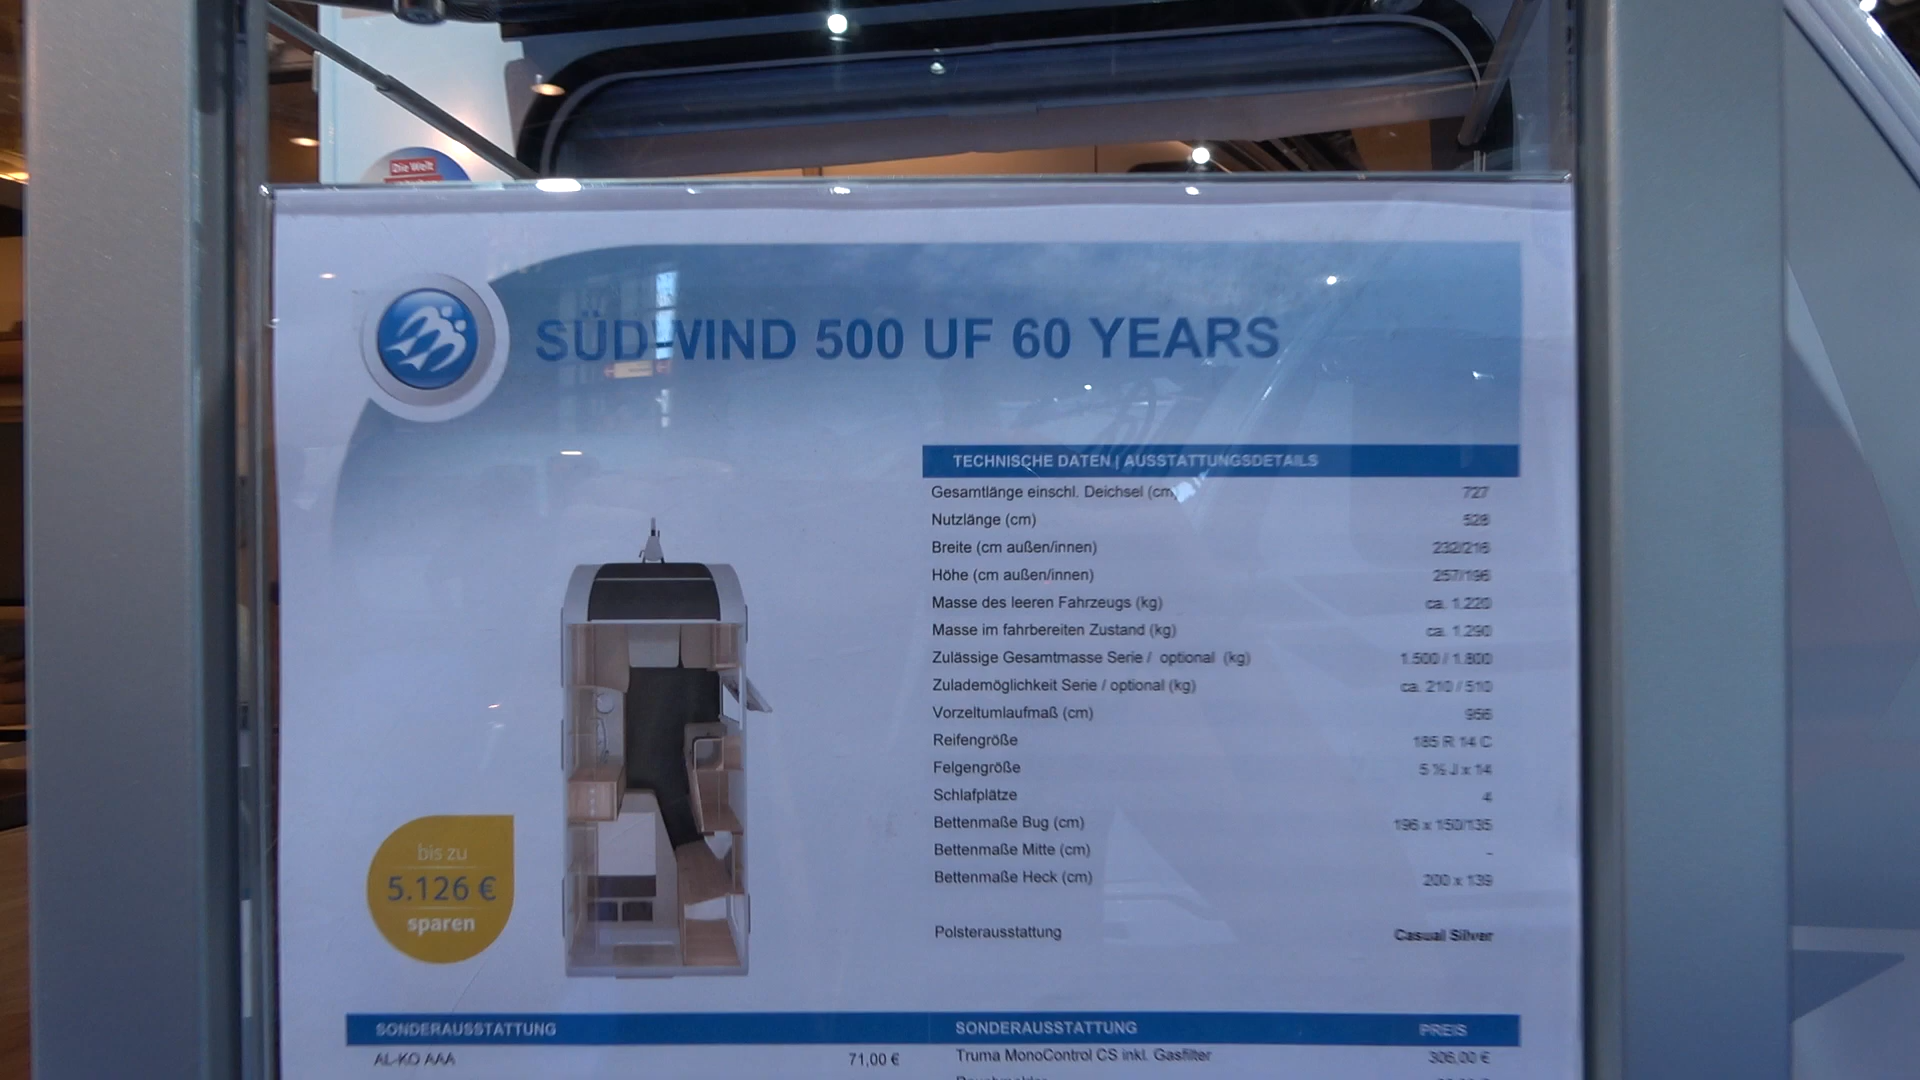 Die Welt
SÜDWIND 500 UF 60 YEARS
TECHNISCHE DATEN | AUSSTATTUNGSDETAILS
Gesamtlänge einschl. Deichsel (cm) 727
Nutzlänge (cm) 528
Breite (cm außen/innen) 232/216
Höhe (cm außen/innen) 257/196
Masse des leeren Fahrzeugs (kg) ca. 1.220
Masse im fahrbereiten Zustand (kg) ca. 1.290
Zulässige Gesamtmasse Serie / optional (kg) 1.500 / 1.800
Zulademöglichkeit Serie / optional (kg) ca. 210 / 510
Vorzeltumlaufmaß (cm) 966
Reifengröße 185 R 14 C
Felgengröße 5 ½ J x 14
Schlafplätze 4
Bettenmaße Bug (cm) 196 x 150/135
Bettenmaße Mitte (cm) -
Bettenmaße Heck (cm) 200 x 139
Polsterausstattung Casual Silver
bis zu
5.126 €
sparen
SONDERAUSSTATTUNG SONDERAUSSTATTUNG PREIS
AL-KO AAA 71,00 € Truma MonoControl CS inkl. Gasfilter 306,00 €